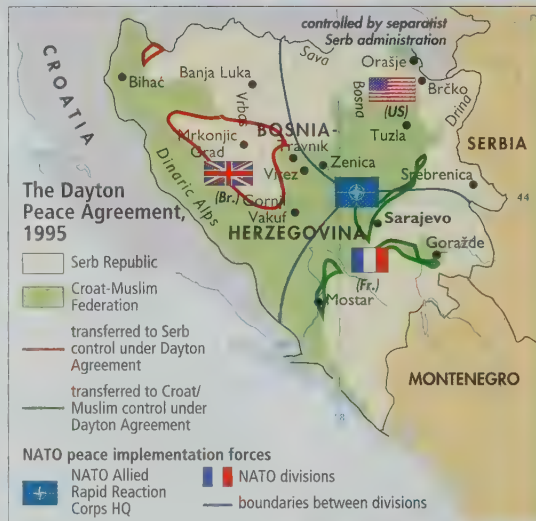 controlled by separatist
Serb administration
CROATIA
Sava
Orašje
Bihać
Banja Luka
Vrbas
Bosna
(US)
Brčko
Drina
Mrkonjic
Grad
BOSNIA-
HERZEGOVINA
Tuzla
SERBIA
Travnik
Vitez
Zenica
Srebrenica
(Br.)
Gornji
Vakuf
Dinaric Alps
44
Sarajevo
Goražde
(Fr.)
Mostar
MONTENEGRO
18
The Dayton
Peace Agreement,
1995
Serb Republic
Croat-Muslim
Federation
transferred to Serb
control under Dayton
Agreement
transferred to Croat/
Muslim control under
Dayton Agreement
NATO peace implementation forces
NATO Allied
Rapid Reaction
Corps HQ
NATO divisions
boundaries between divisions